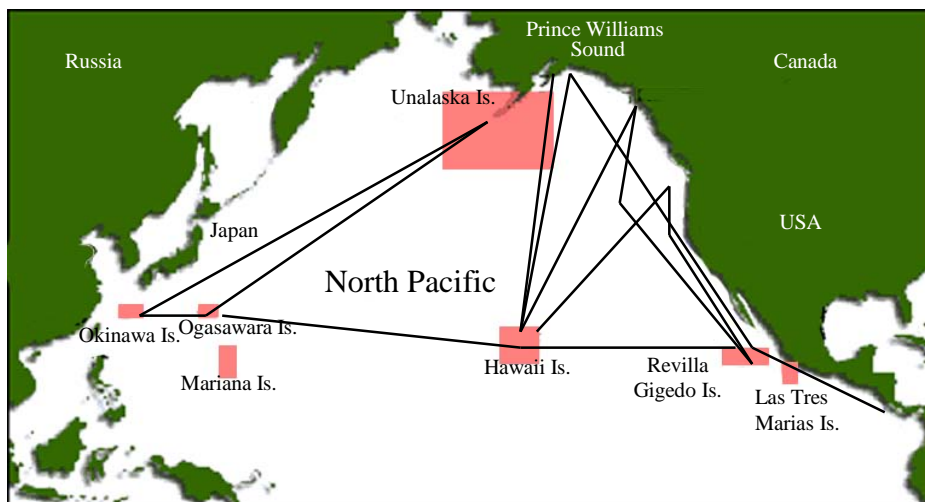 Prince Williams
Sound
Russia
Canada
Unalaska Is.
Japan
USA
North Pacific
Okinawa Is.
Ogasawara Is.
Mariana Is.
Hawaii Is.
Revilla
Gigedo Is.
Las Tres
Marias Is.